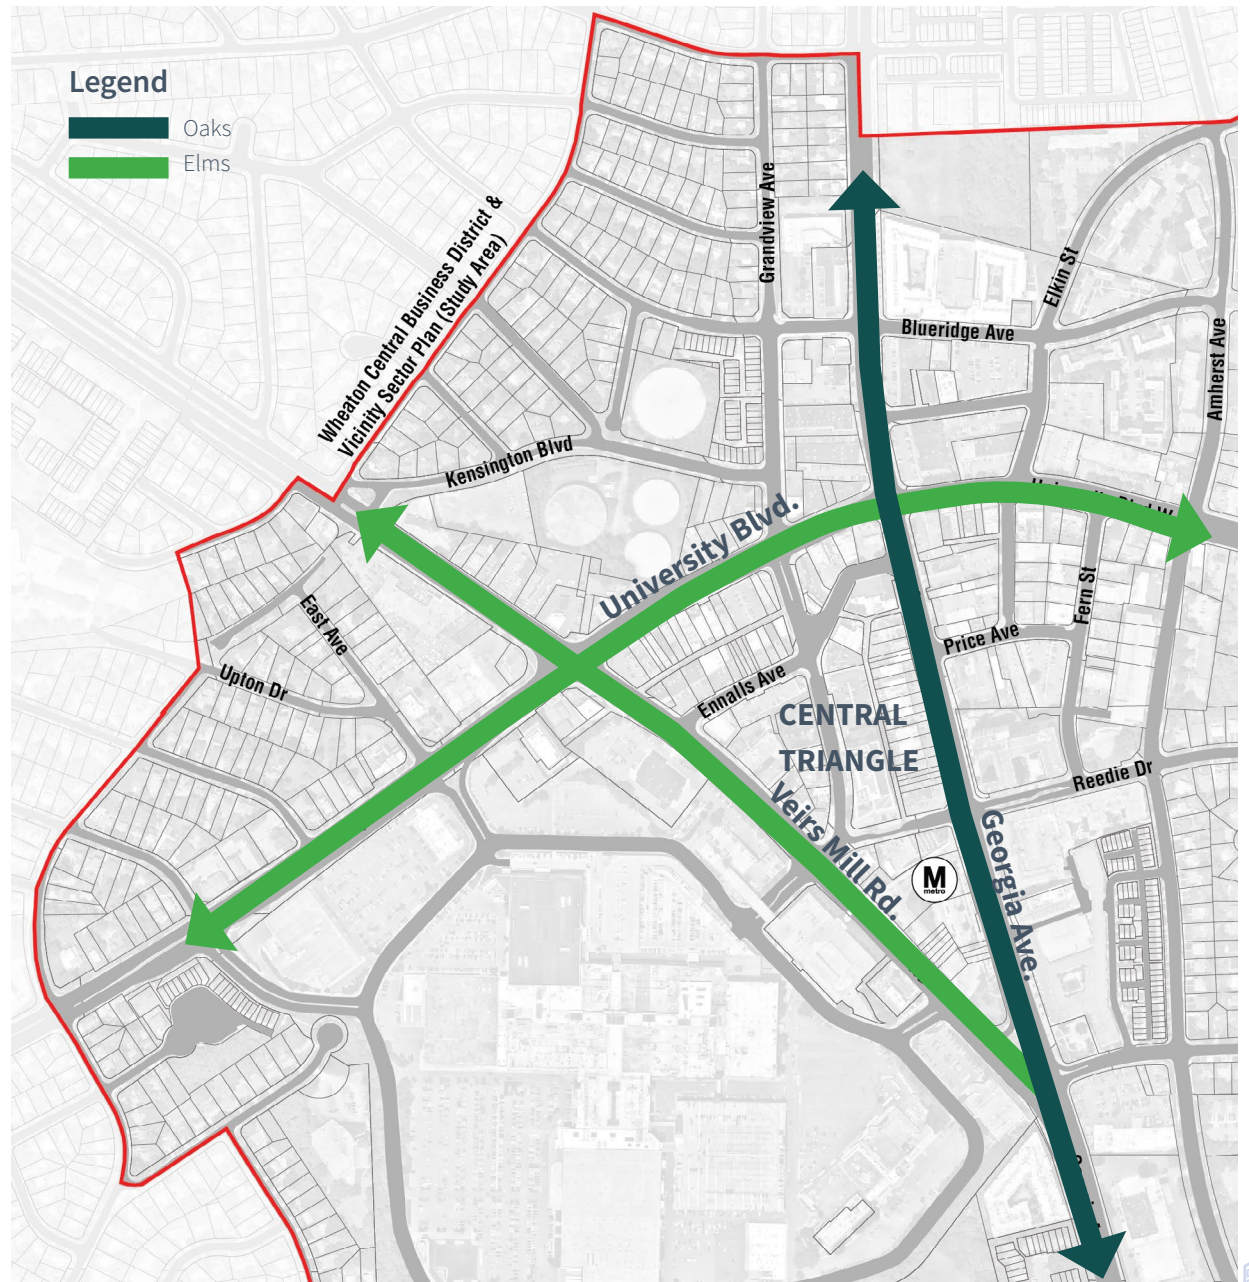 Legend
Oaks
Elms
Wheaton Central Business District &
Vicinity Sector Plan (Study Area)
Grandview Ave
Elkin St
Blueridge Ave
Amherst Ave
Kensington Blvd
University Blvd.
East Ave
Upton Dr
Fern St
Price Ave
Ennalls Ave
CENTRAL
TRIANGLE
Reedie Dr
Veirs Mill Rd.
Georgia Ave.
M
metro